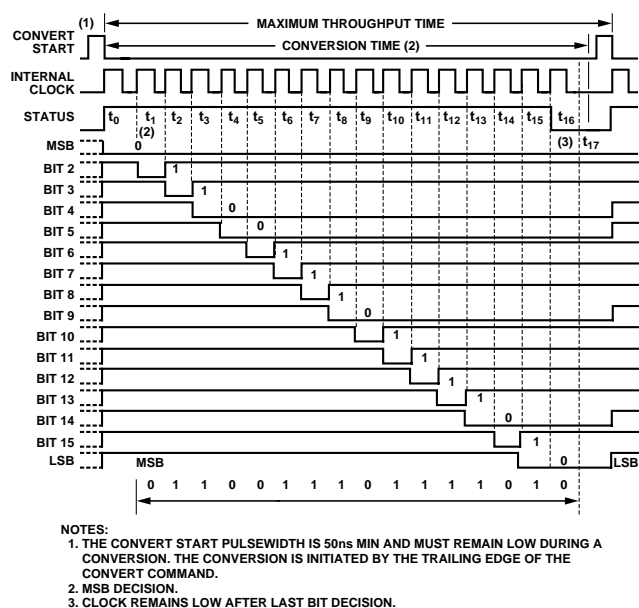 (1)
MAXIMUM THROUGHPUT TIME
CONVERT START
CONVERSION TIME (2)
INTERNAL CLOCK
STATUS t0 t1 t2 t3 t4 t5 t6 t7 t8 t9 t10 t11 t12 t13 t14 t15 t16
(2) (3) t17
MSB 0
BIT 2 1
BIT 3 1
BIT 4 0
BIT 5 0
BIT 6 1
BIT 7 1
BIT 8 1
BIT 9 0
BIT 10 1
BIT 11 1
BIT 12 1
BIT 13 1
BIT 14 0
BIT 15 1
LSB MSB 0 LSB
0 1 1 0 0 1 1 1 0 1 1 1 1 0 1 0
NOTES:
1. THE CONVERT START PULSEWIDTH IS 50ns MIN AND MUST REMAIN LOW DURING A
CONVERSION. THE CONVERSION IS INITIATED BY THE TRAILING EDGE OF THE
CONVERT COMMAND.
2. MSB DECISION.
3. CLOCK REMAINS LOW AFTER LAST BIT DECISION.